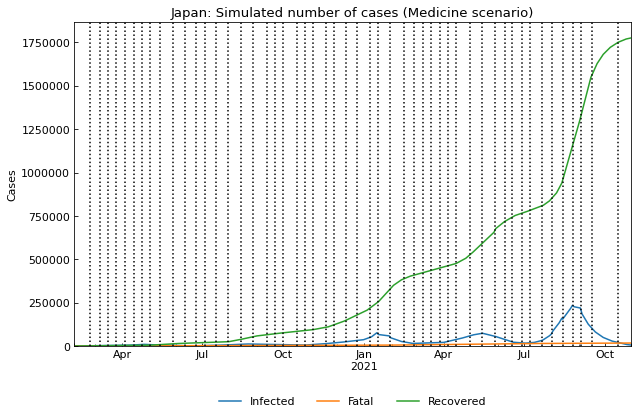 Japan: Simulated number of cases (Medicine scenario)
1750000
1500000
1250000
1000000
750000
500000
250000
0
Cases
Apr Jul Oct Jan Apr Jul Oct
2021
Infected Fatal Recovered